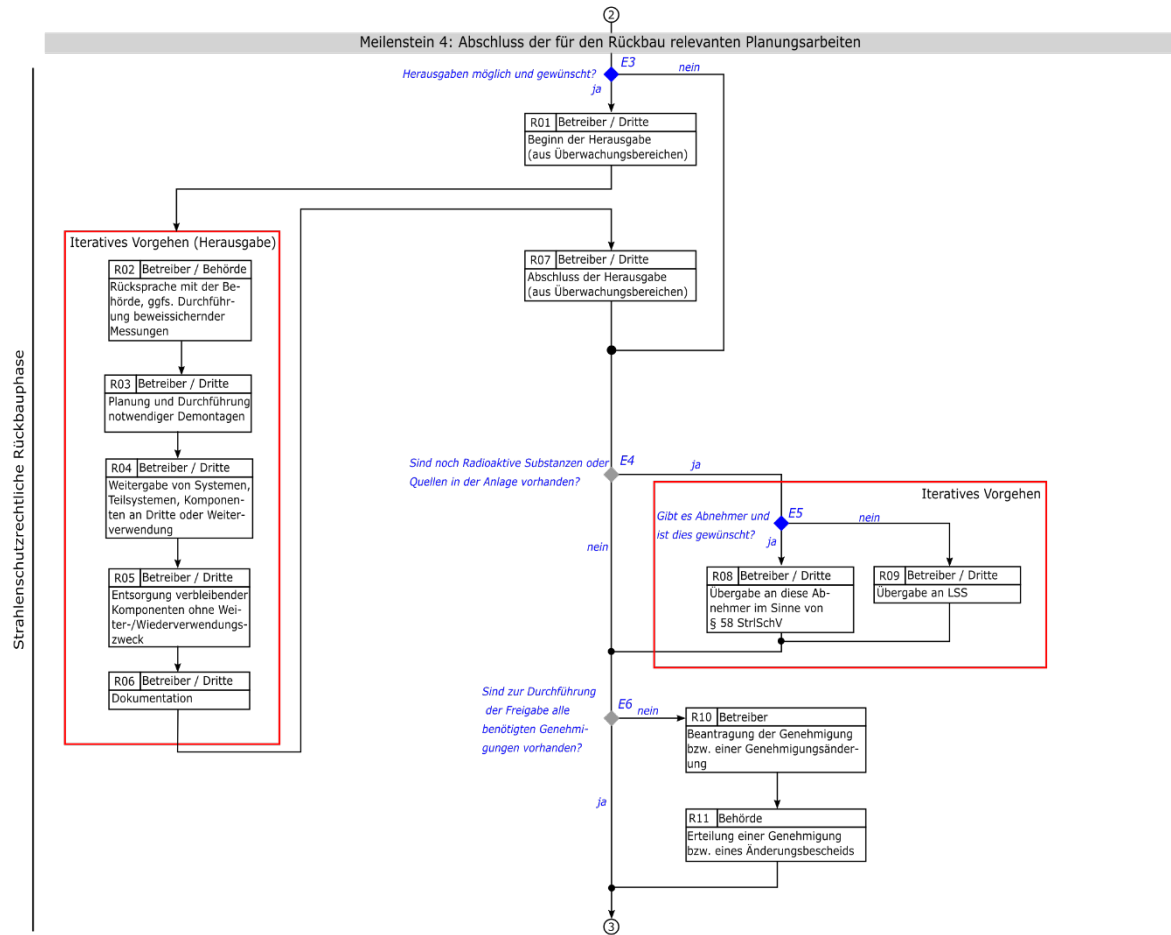 2
Meilenstein 4: Abschluss der für den Rückbau relevanten Planungsarbeiten
Strahlenschutzrechtliche Rückbauphase
E3
Herausgaben möglich und gewünscht?
nein
ja
R01 Betreiber / Dritte
Beginn der Herausgabe
(aus Überwachungsbereichen)
Iteratives Vorgehen (Herausgabe)
R02 Betreiber / Behörde
Rücksprache mit der Be-
hörde, ggfs. Durchfüh-
rung beweissichernder
Messungen
R03 Betreiber / Dritte
Planung und Durchführung
notwendiger Demontagen
R04 Betreiber / Dritte
Weitergabe von Systemen,
Teilsystemen, Komponen-
ten an Dritte oder Weiter-
verwendung
R05 Betreiber / Dritte
Entsorgung verbleibender
Komponenten ohne Wei-
ter-/Wiederverwendungs-
zweck
R06 Betreiber / Dritte
Dokumentation
R07 Betreiber / Dritte
Abschluss der Herausgabe
(aus Überwachungsbereichen)
E4
Sind noch Radioaktive Substanzen oder
Quellen in der Anlage vorhanden?
ja
nein
Iteratives Vorgehen
E5
Gibt es Abnehmer und
ist dies gewünscht?
nein
ja
R08 Betreiber / Dritte
Übergabe an diese Ab-
nehmer im Sinne von
§ 58 StrlSchV
R09 Betreiber / Dritte
Übergabe an LSS
E6
Sind zur Durchführung
der Freigabe alle
benötigten Genehmi-
gungen vorhanden?
nein
ja
R10 Betreiber
Beantragung der Genehmigung
bzw. einer Genehmigungsänder-
ung
R11 Behörde
Erteilung einer Genehmigung
bzw. eines Änderungsbescheids
3